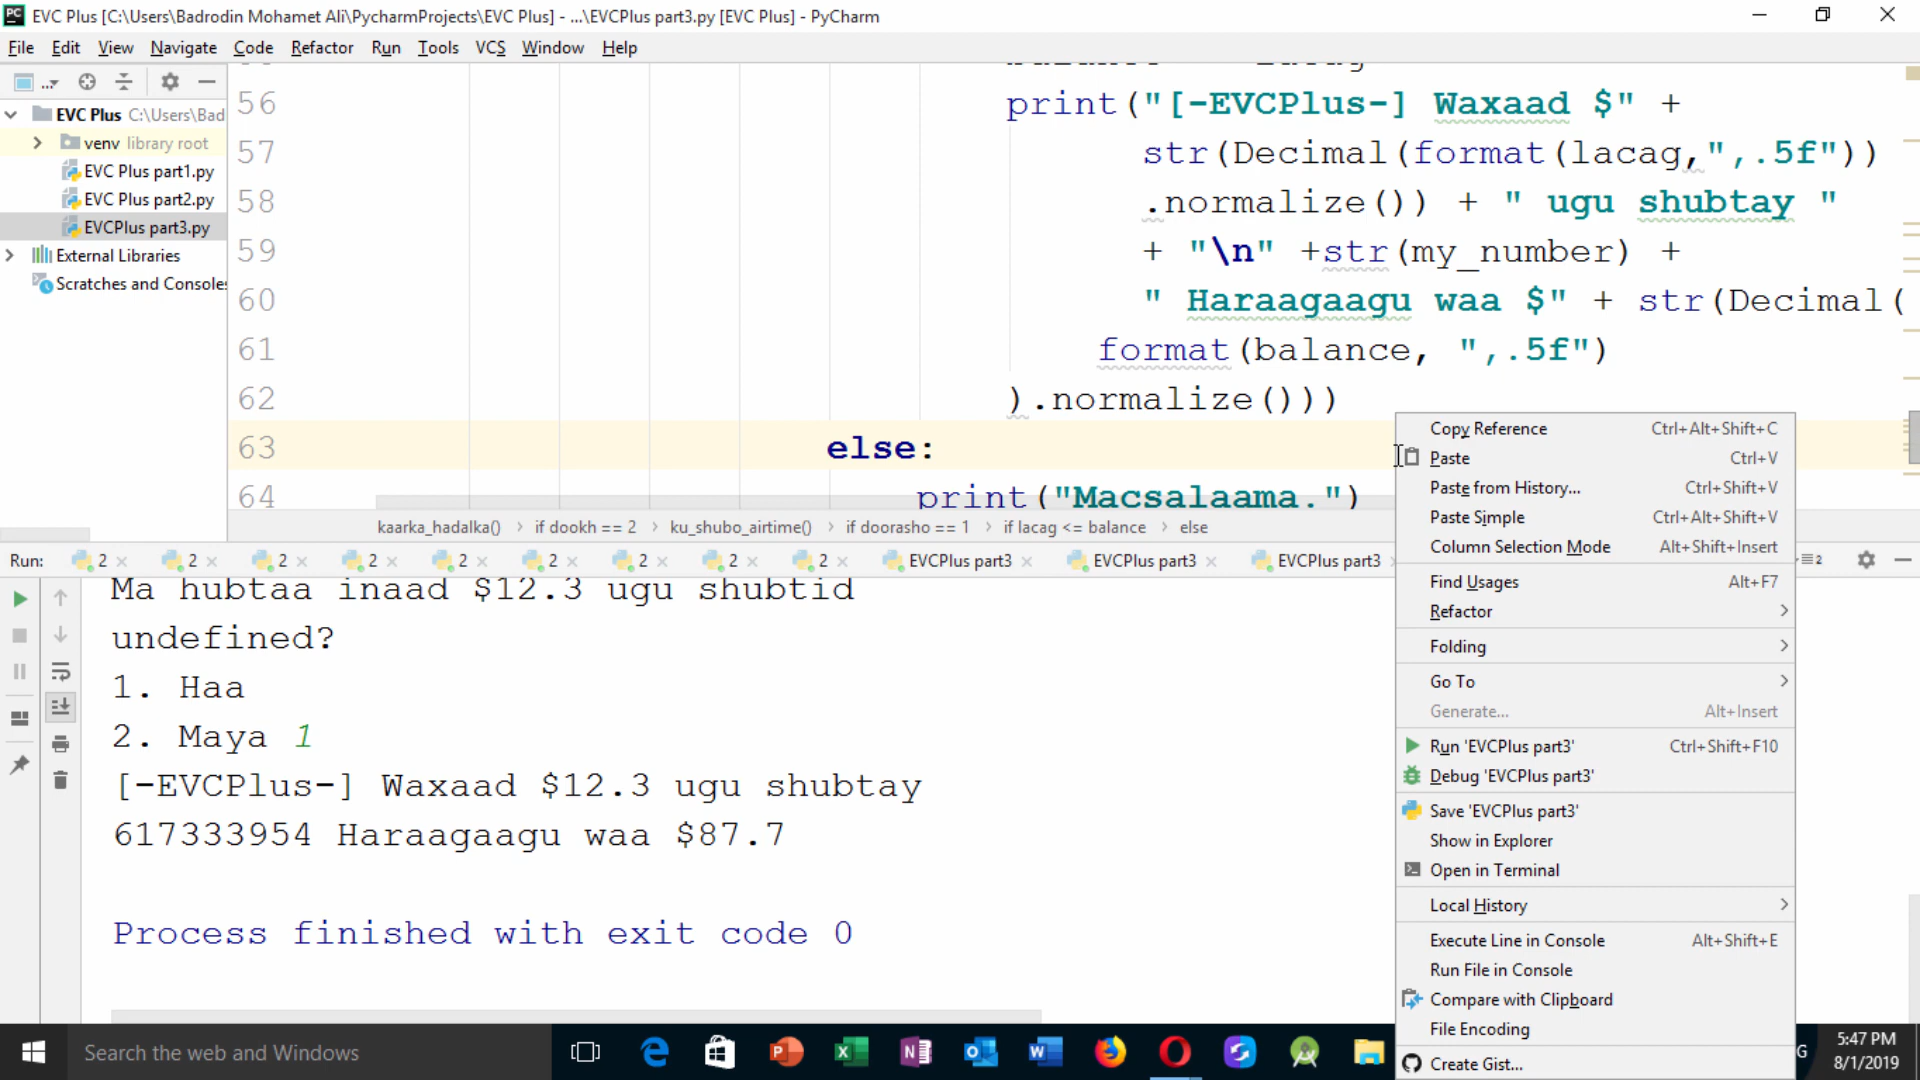 EVC Plus [C:\Users\Badrodin Mohamet Ali\PycharmProjects\EVC Plus] - ...\EVCPlus part3.py [EVC Plus] - PyCharm
File Edit View Navigate Code Refactor Run Tools VCS Window Help
EVC Plus C:\Users\Bad
venv library root
EVC Plus part1.py
EVC Plus part2.py
EVCPlus part3.py
External Libraries
Scratches and Consoles
56 print("[-EVCPlus-] Waxaad $" +
57 str(Decimal(format(lacag,",.5f"))
58 .normalize()) + " ugu shubtay "
59 + "\n" +str(my_number) +
60 " Haraagaagu waa $" + str(Decimal(
61 format(balance, ",.5f")
62 ).normalize()))
63 else:
64 print("Macsalaama.")
kaarka_hadalka() if dookh == 2 ku_shubo_airtime() if doorasho == 1 if lacag <= balance else
Run: 2 2 2 2 2 2 2 2 2 EVCPlus part3 EVCPlus part3 EVCPlus part3 2
Ma hubtaa inaad $12.3 ugu shubtid
undefined?
1. Haa
2. Maya 1
[-EVCPlus-] Waxaad $12.3 ugu shubtay
617333954 Haraagaagu waa $87.7
Process finished with exit code 0
Copy Reference Ctrl+Alt+Shift+C
Paste Ctrl+V
Paste from History... Ctrl+Shift+V
Paste Simple Ctrl+Alt+Shift+V
Column Selection Mode Alt+Shift+Insert
Find Usages Alt+F7
Refactor
Folding
Go To
Generate... Alt+Insert
Run 'EVCPlus part3' Ctrl+Shift+F10
Debug 'EVCPlus part3'
Save 'EVCPlus part3'
Show in Explorer
Open in Terminal
Local History
Execute Line in Console Alt+Shift+E
Run File in Console
Compare with Clipboard
File Encoding
Create Gist...
Search the web and Windows
5:47 PM
8/1/2019